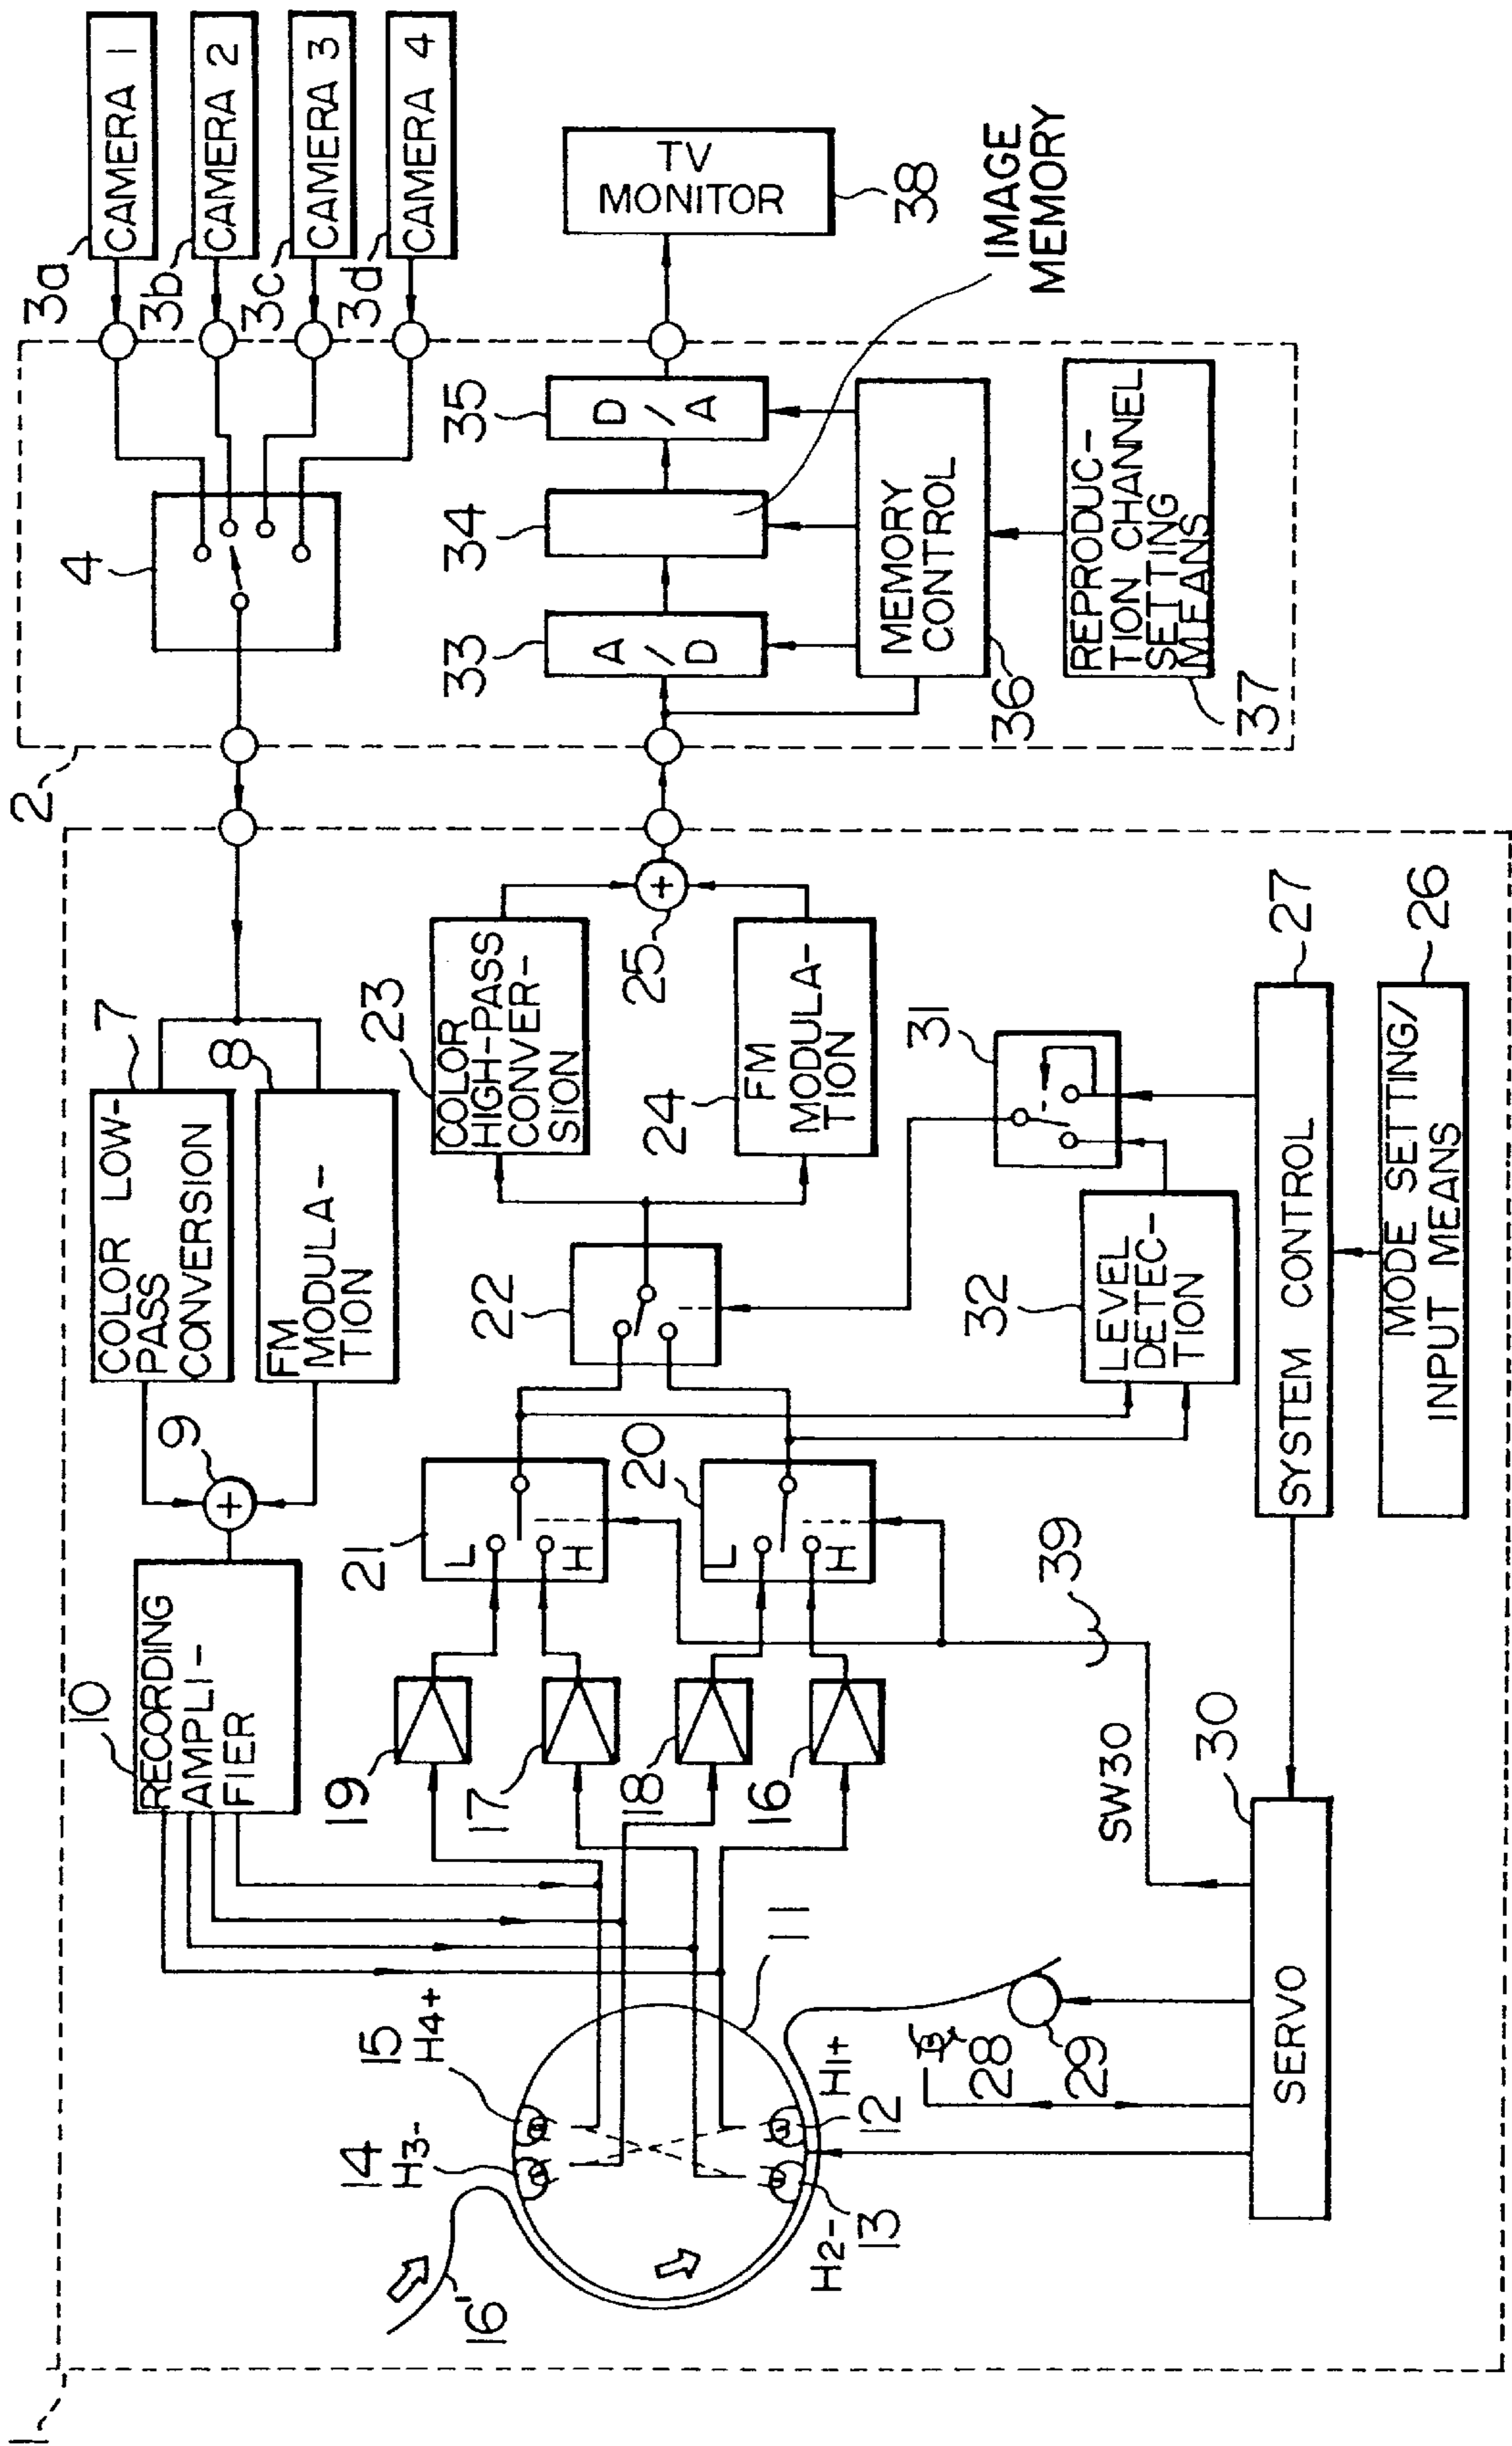 1
2
3a
CAMERA 1
3b
CAMERA 2
3c
CAMERA 3
3d
CAMERA 4
4
7
COLOR LOW-
PASS
CONVERSION
8
FM
MODULA-
TION
9
10
RECORDING
AMPLI-
FIER
15
H4+
14
H3-
16'
11
H1+
12
H2-
13
19
17
18
16
21
L
H
20
L
H
22
23
COLOR
HIGH-PASS
CONVER-
SION
24
FM
MODULA-
TION
25
33
A
/
D
34
35
D
/
A
TV
MONITOR
38
IMAGE
MEMORY
MEMORY
CONTROL
36
REPRODUC-
TION CHANNEL
SETTING
MEANS
37
31
32
LEVEL
DETEC-
TION
39
SW30
28
29
30
SERVO
SYSTEM CONTROL
27
MODE SETTING/
INPUT MEANS
26